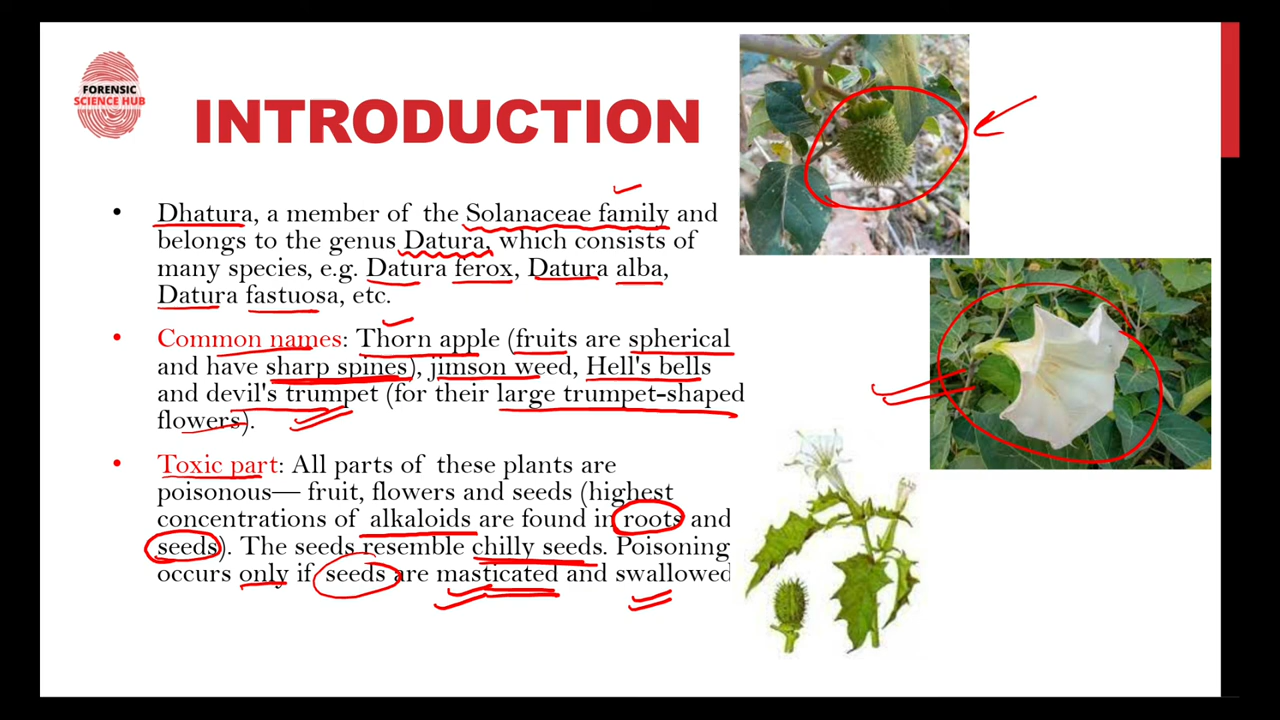 FORENSIC
SCIENCE HUB
INTRODUCTION
• Dhatura, a member of the Solanaceae family and
belongs to the genus Datura, which consists of
many species, e.g. Datura ferox, Datura alba,
Datura fastuosa, etc.
• Common names: Thorn apple (fruits are spherical
and have sharp spines), jimson weed, Hell's bells
and devil's trumpet (for their large trumpet-shaped
flowers).
• Toxic part: All parts of these plants are
poisonous— fruit, flowers and seeds (highest
concentrations of alkaloids are found in roots and
seeds). The seeds resemble chilly seeds. Poisoning
occurs only if seeds are masticated and swallowed